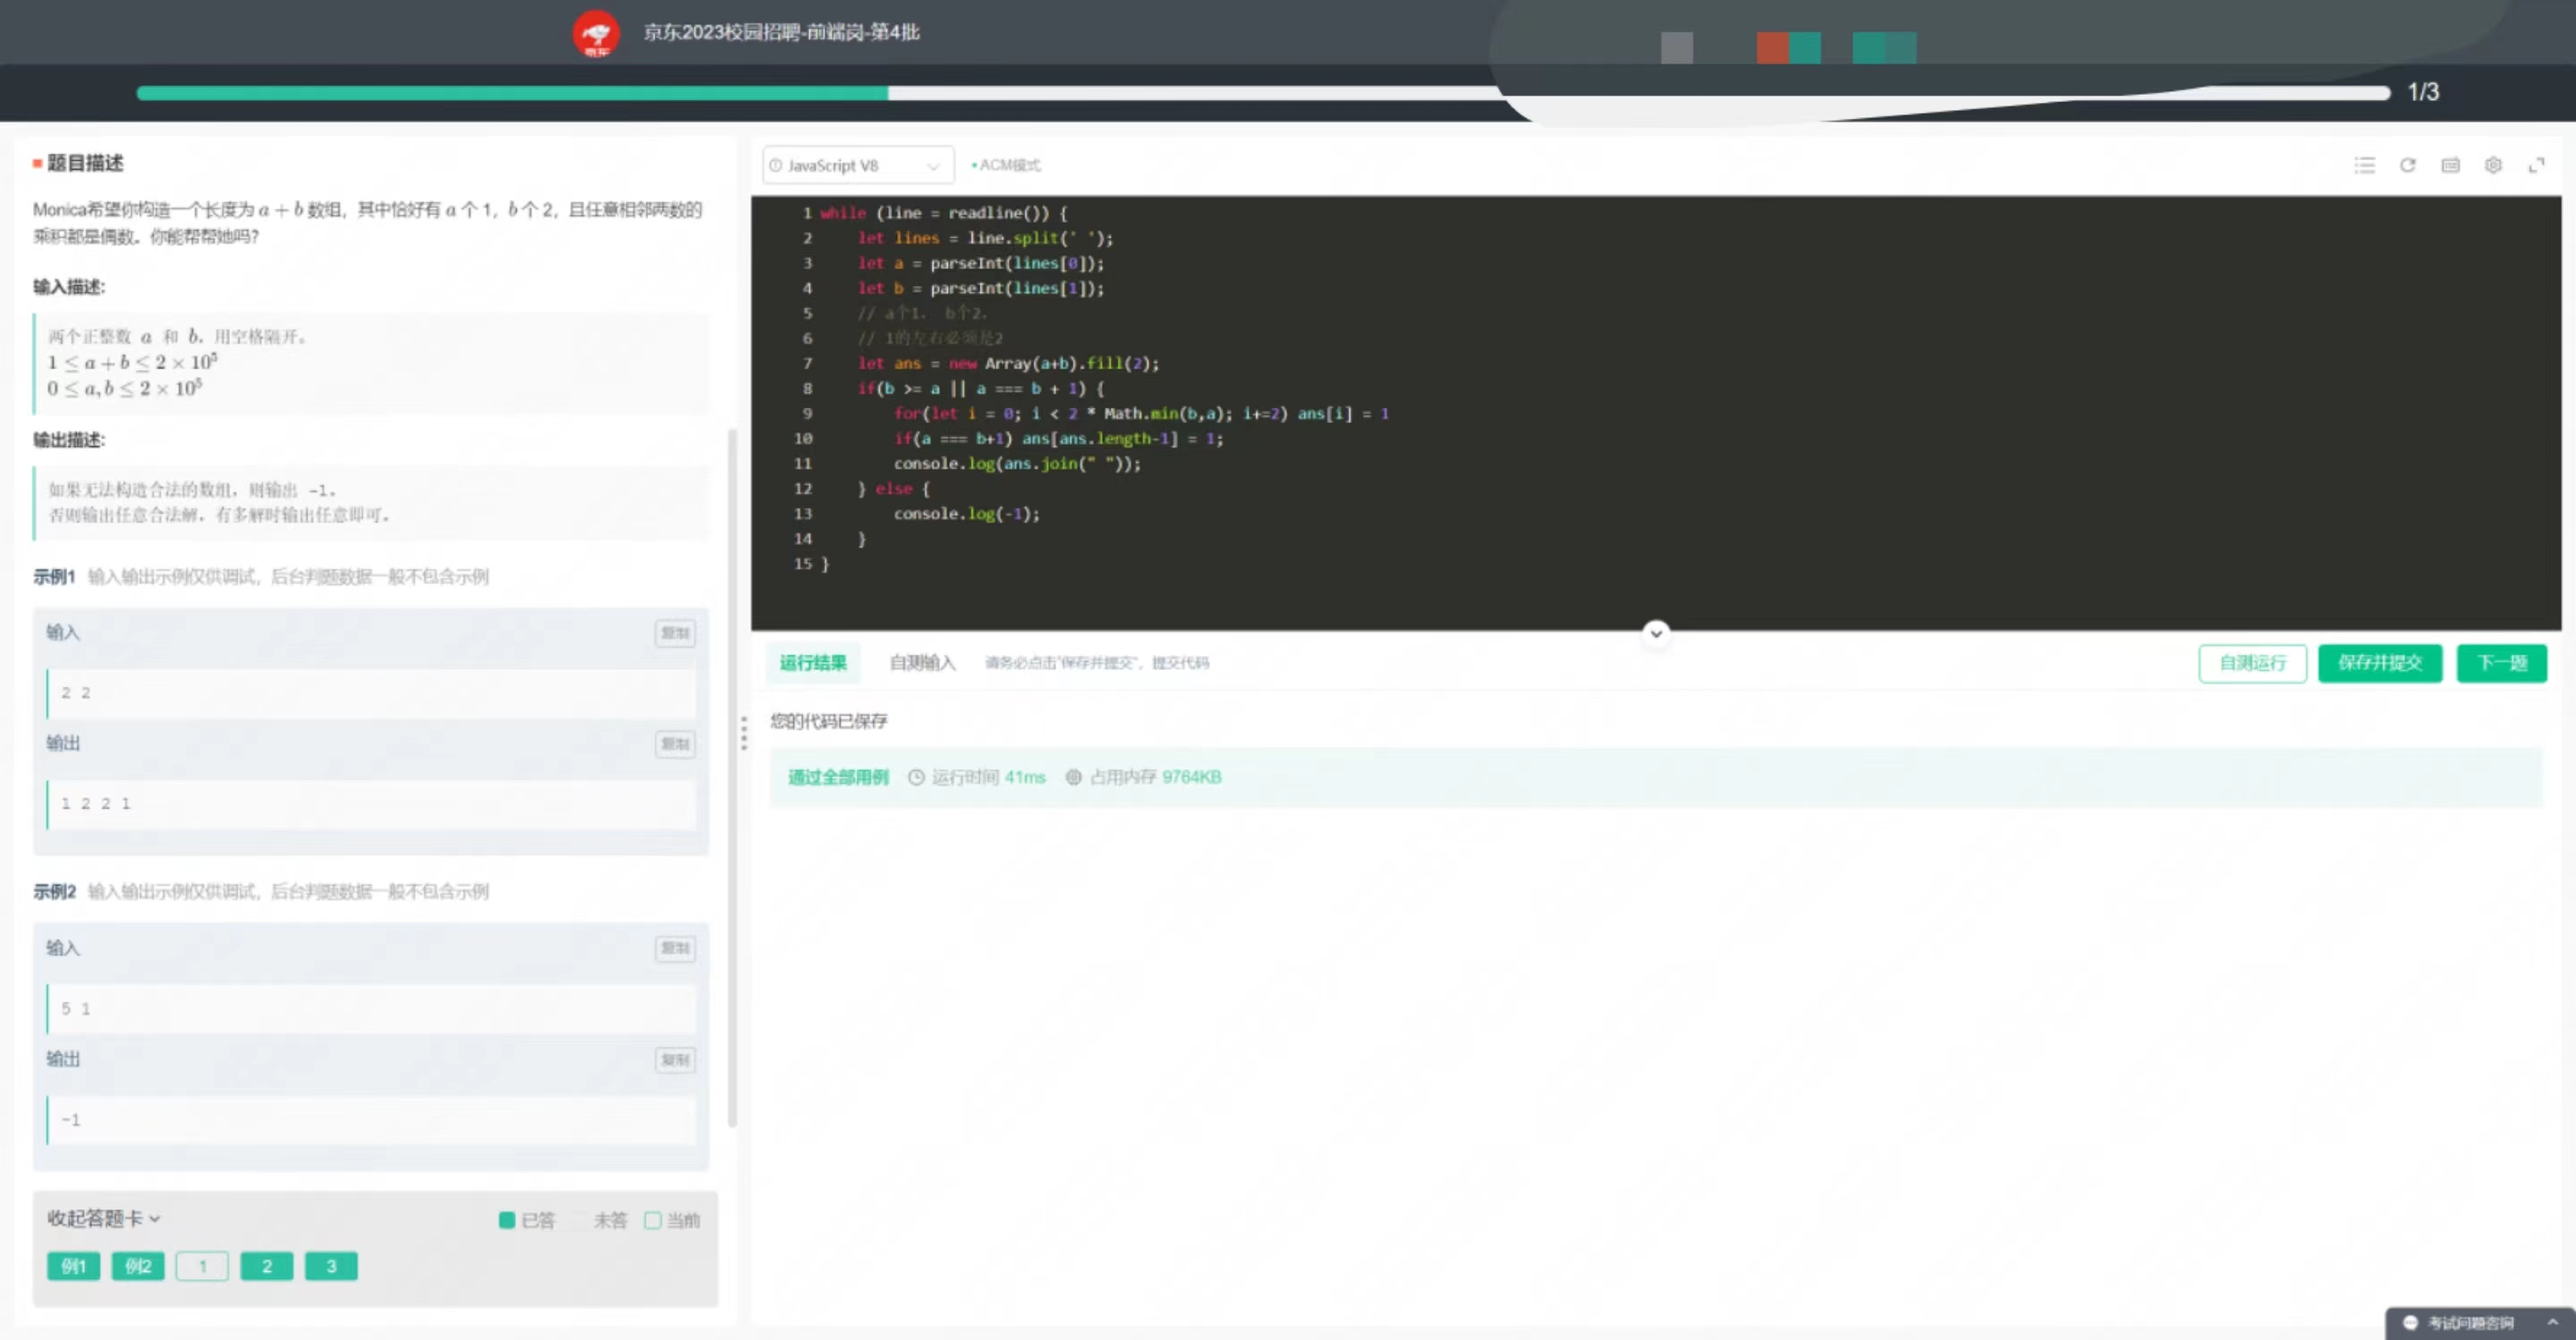 京东
京东2023校园招聘-前端岗-第4批
1/3
题目描述
Monica希望你构造一个长度为 a + b 数组，其中恰好有 a 个 1，b 个 2，且任意相邻两数的
乘积都是偶数。你能帮帮她吗？
输入描述:
两个正整数 a 和 b，用空格隔开。
1 ≤ a + b ≤ 2 × 10⁵
0 ≤ a, b ≤ 2 × 10⁵
输出描述:
如果无法构造合法的数组，则输出 -1。
否则输出任意合法解，有多解时输出任意即可。
示例1 输入输出示例仅供调试，后台判题数据一般不包含示例
输入
复制
2 2
输出
复制
1 2 2 1
示例2 输入输出示例仅供调试，后台判题数据一般不包含示例
输入
复制
5 1
输出
复制
-1
收起答题卡
已答 未答 当前
例1 例2 1 2 3
JavaScript V8
•ACM模式
1 while (line = readline()) {
2 let lines = line.split(' ');
3 let a = parseInt(lines[0]);
4 let b = parseInt(lines[1]);
5 // a个1， b个2，
6 // 1的左右必须是2
7 let ans = new Array(a+b).fill(2);
8 if(b >= a || a === b + 1) {
9 for(let i = 0; i < 2 * Math.min(b,a); i+=2) ans[i] = 1
10 if(a === b+1) ans[ans.length-1] = 1;
11 console.log(ans.join(" "));
12 } else {
13 console.log(-1);
14 }
15 }
运行结果 自测输入 请务必点击"保存并提交"，提交代码
自测运行 保存并提交 下一题
您的代码已保存
通过全部用例 运行时间 41ms 占用内存 9764KB
考试问题咨询